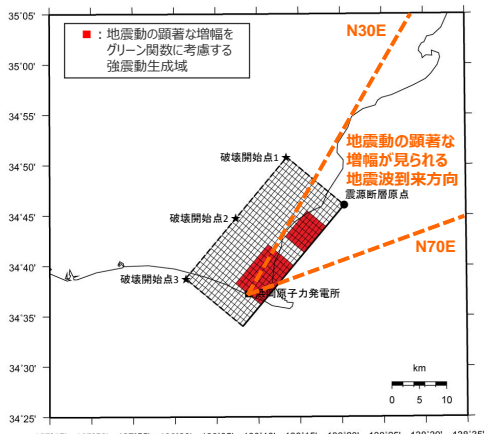 35°05'
35°00'
34°55'
34°50'
34°45'
34°40'
34°35'
34°30'
34°25'
■ : 地震動の顕著な増幅を
グリーン関数に考慮する
強震動生成域
N30E
地震動の顕著な
増幅が見られる
地震波到来方向
破壊開始点1
震源断層原点
破壊開始点2
N70E
破壊開始点3
原子力発電所
km
0 5 10